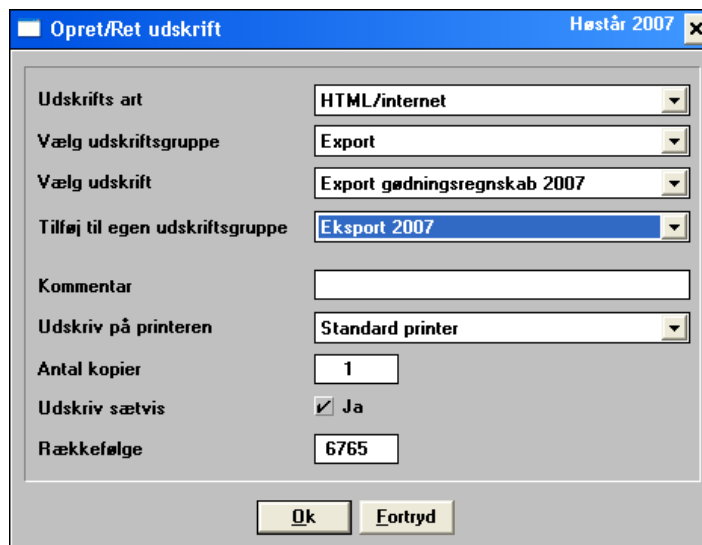 Opret/Ret udskrift Høstår 2007
Udskrifts art HTML/internet
Vælg udskriftsgruppe Export
Vælg udskrift Export gødningsregnskab 2007
Tilføj til egen udskriftsgruppe Eksport 2007
Kommentar
Udskriv på printeren Standard printer
Antal kopier 1
Udskriv sætvis Ja
Rækkefølge 6765
Ok Fortryd